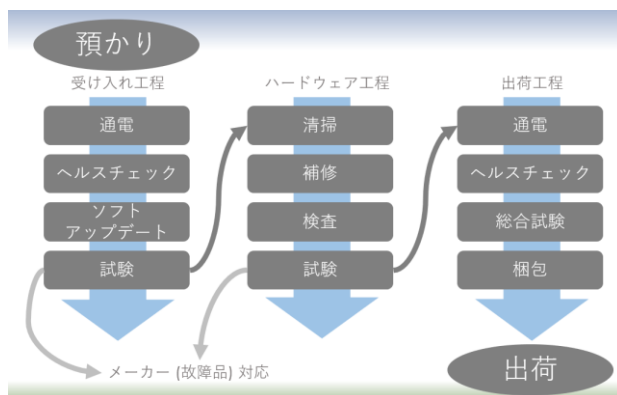 預かり
受け入れ工程
通電
ヘルスチェック
ソフト
アップデート
試験
ハードウェア工程
清掃
補修
検査
試験
出荷工程
通電
ヘルスチェック
総合試験
梱包
メーカー (故障品) 対応
出荷